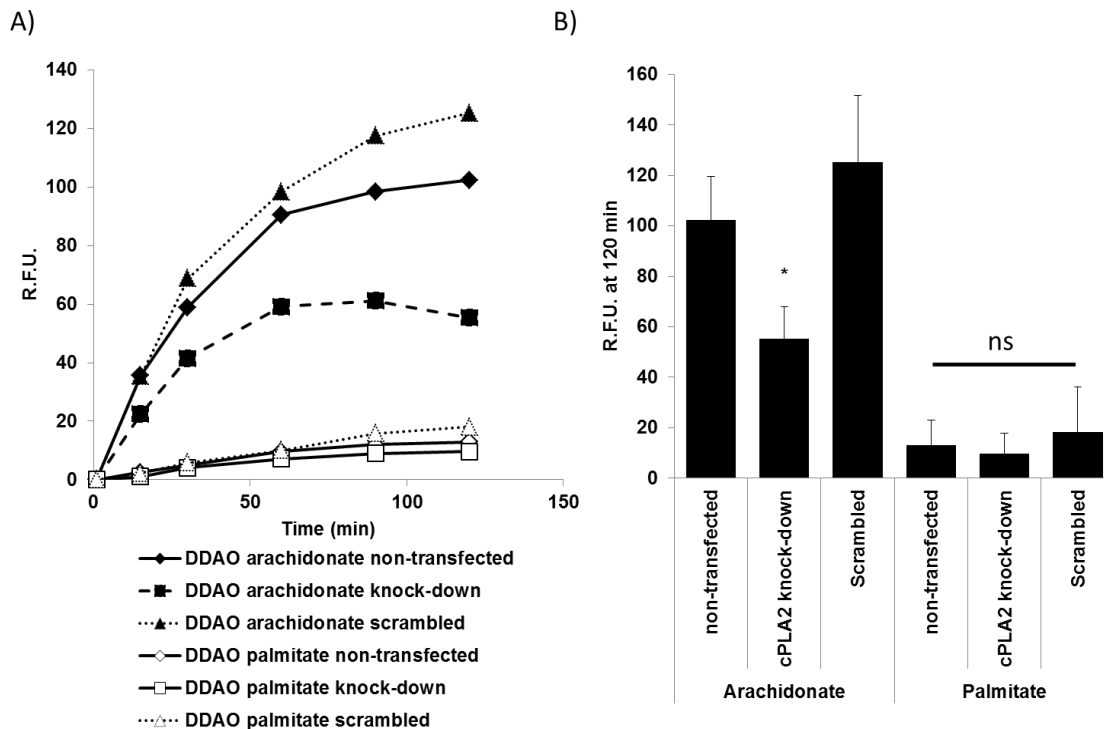 A)
140
120
100
80
60
40
20
0
R.F.U.
0
50
100
150
Time (min)
DDAO arachidonate non-transfected
DDAO arachidonate knock-down
DDAO arachidonate scrambled
DDAO palmitate non-transfected
DDAO palmitate knock-down
DDAO palmitate scrambled
B)
160
140
120
100
80
60
40
20
0
R.F.U. at 120 min
*
ns
non-transfected
cPLA2 knock-down
Scrambled
non-transfected
cPLA2 knock-down
Scrambled
Arachidonate
Palmitate